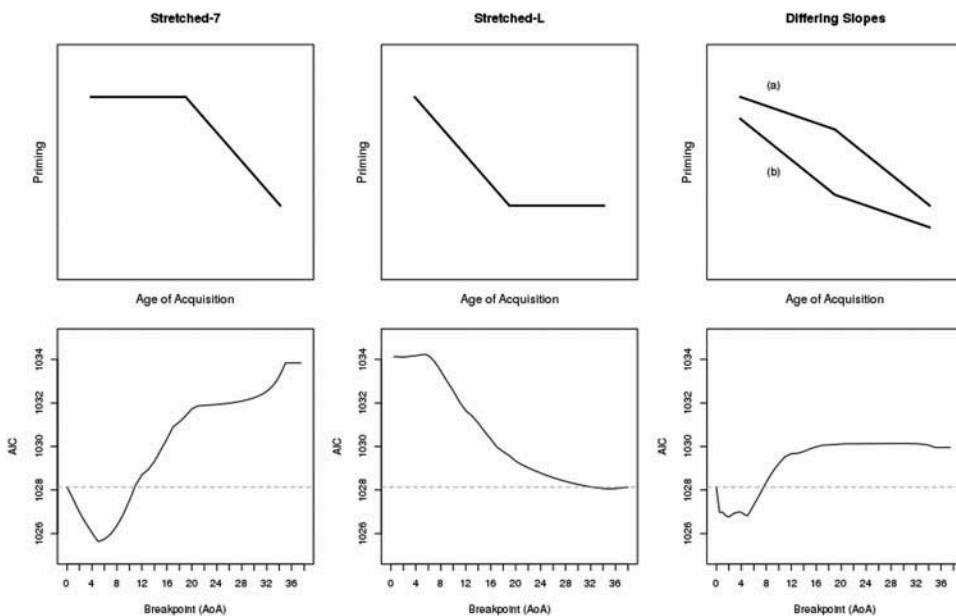 Stretched-7
Stretched-L
Differing Slopes
Priming
Priming
Priming
(a)
(b)
Age of Acquisition
Age of Acquisition
Age of Acquisition
AIC
1034
1032
1030
1028
1026
0 4 8 12 16 20 24 28 32 36
Breakpoint (AoA)
AIC
1034
1032
1030
1028
1026
0 4 8 12 16 20 24 28 32 36
Breakpoint (AoA)
AIC
1034
1032
1030
1028
1026
0 4 8 12 16 20 24 28 32 36
Breakpoint (AoA)